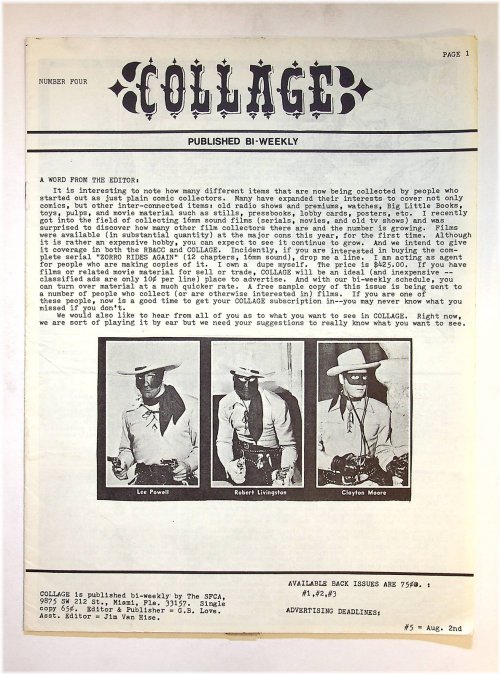 PAGE 1
NUMBER FOUR
COLLAGE
PUBLISHED BI-WEEKLY
A WORD FROM THE EDITOR:
It is interesting to note how many different items that are now being collected by people who
started out as just plain comic collectors. Many have expanded their interests to cover not only
comics, but other inter-connected items: old radio shows and premiums, watches, Big Little Books,
toys, pulps, and movie material such as stills, pressbooks, lobby cards, posters, etc. I recently
got into the field of collecting 16mm sound films (serials, movies, and old tv shows) and was
surprised to discover how many other film collectors there are and the number is growing. Films
were available (in substantial quantity) at the major cons this year, for the first time. Although
it is rather an expensive hobby, you can expect to see it continue to grow. And we intend to give
it coverage in both the RBACC and COLLAGE. Incidently, if you are interested in buying the com-
plete serial "ZORRO RIDES AGAIN" (12 chapters, 16mm sound), drop me a line. I am acting as agent
for people who are making copies of it. I own a dupe myself. The price is $425.00. If you have
films or related movie material for sell or trade, COLLAGE will be an ideal (and inexpensive --
classified ads are only 10¢ per line) place to advertise. And with our bi-weekly schedule, you
can turn over material at a much quicker rate. A free sample copy of this issue is being sent to
a number of people who collect (or are otherwise interested in) films. If you are one of
these people, now is a good time to get your COLLAGE subscription in--you may never know what you
missed if you don't.
We would also like to hear from all of you as to what you want to see in COLLAGE. Right now,
we are sort of playing it by ear but we need your suggestions to really know what you want to see.
Lee Powell
Robert Livingston
Clayton Moore
COLLAGE is published bi-weekly by The SFCA,
9875 SW 212 St., Miami, Fla. 33157. Single
copy 65¢. Editor & Publisher = G.B. Love.
Asst. Editor = Jim Van Hise.
AVAILABLE BACK ISSUES ARE 75¢@. :
#1,#2,#3
ADVERTISING DEADLINES:
#5 = Aug. 2nd